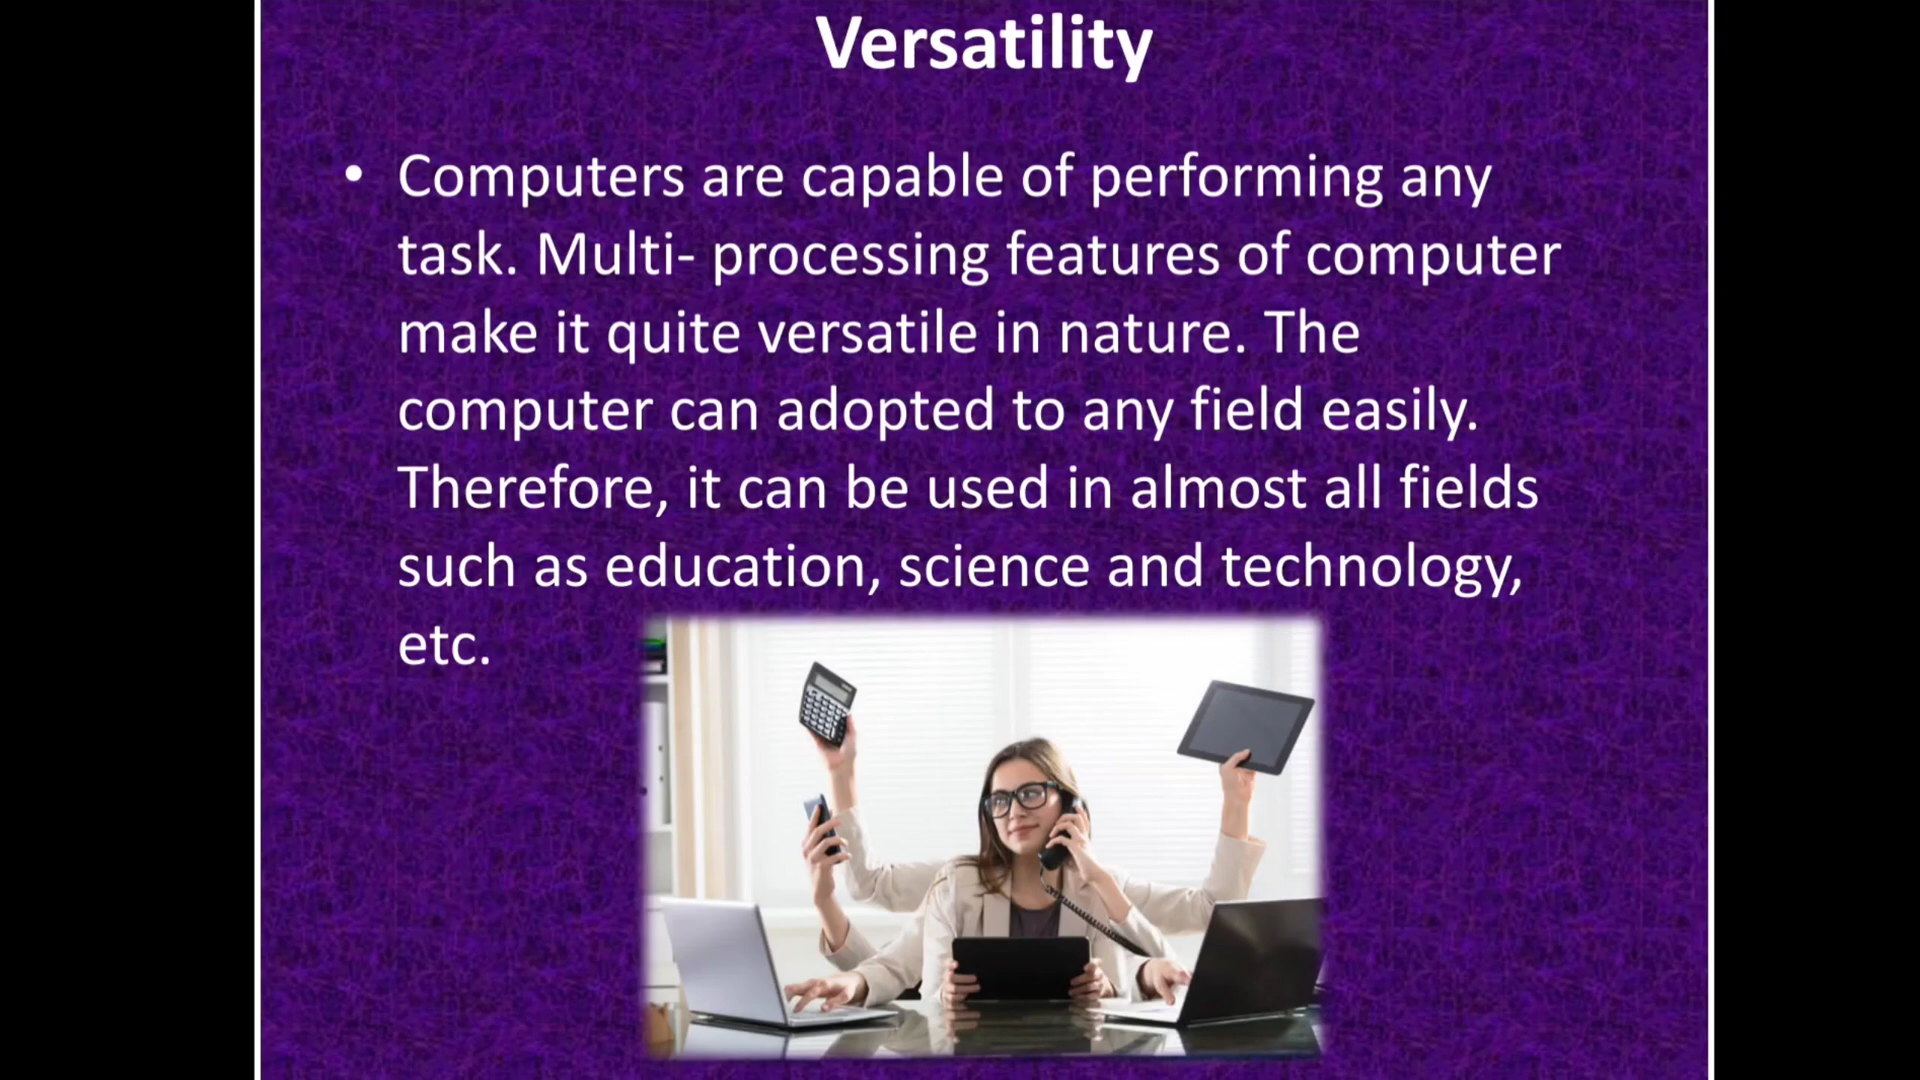 Versatility
• Computers are capable of performing any
task. Multi- processing features of computer
make it quite versatile in nature. The
computer can adopted to any field easily.
Therefore, it can be used in almost all fields
such as education, science and technology,
etc.